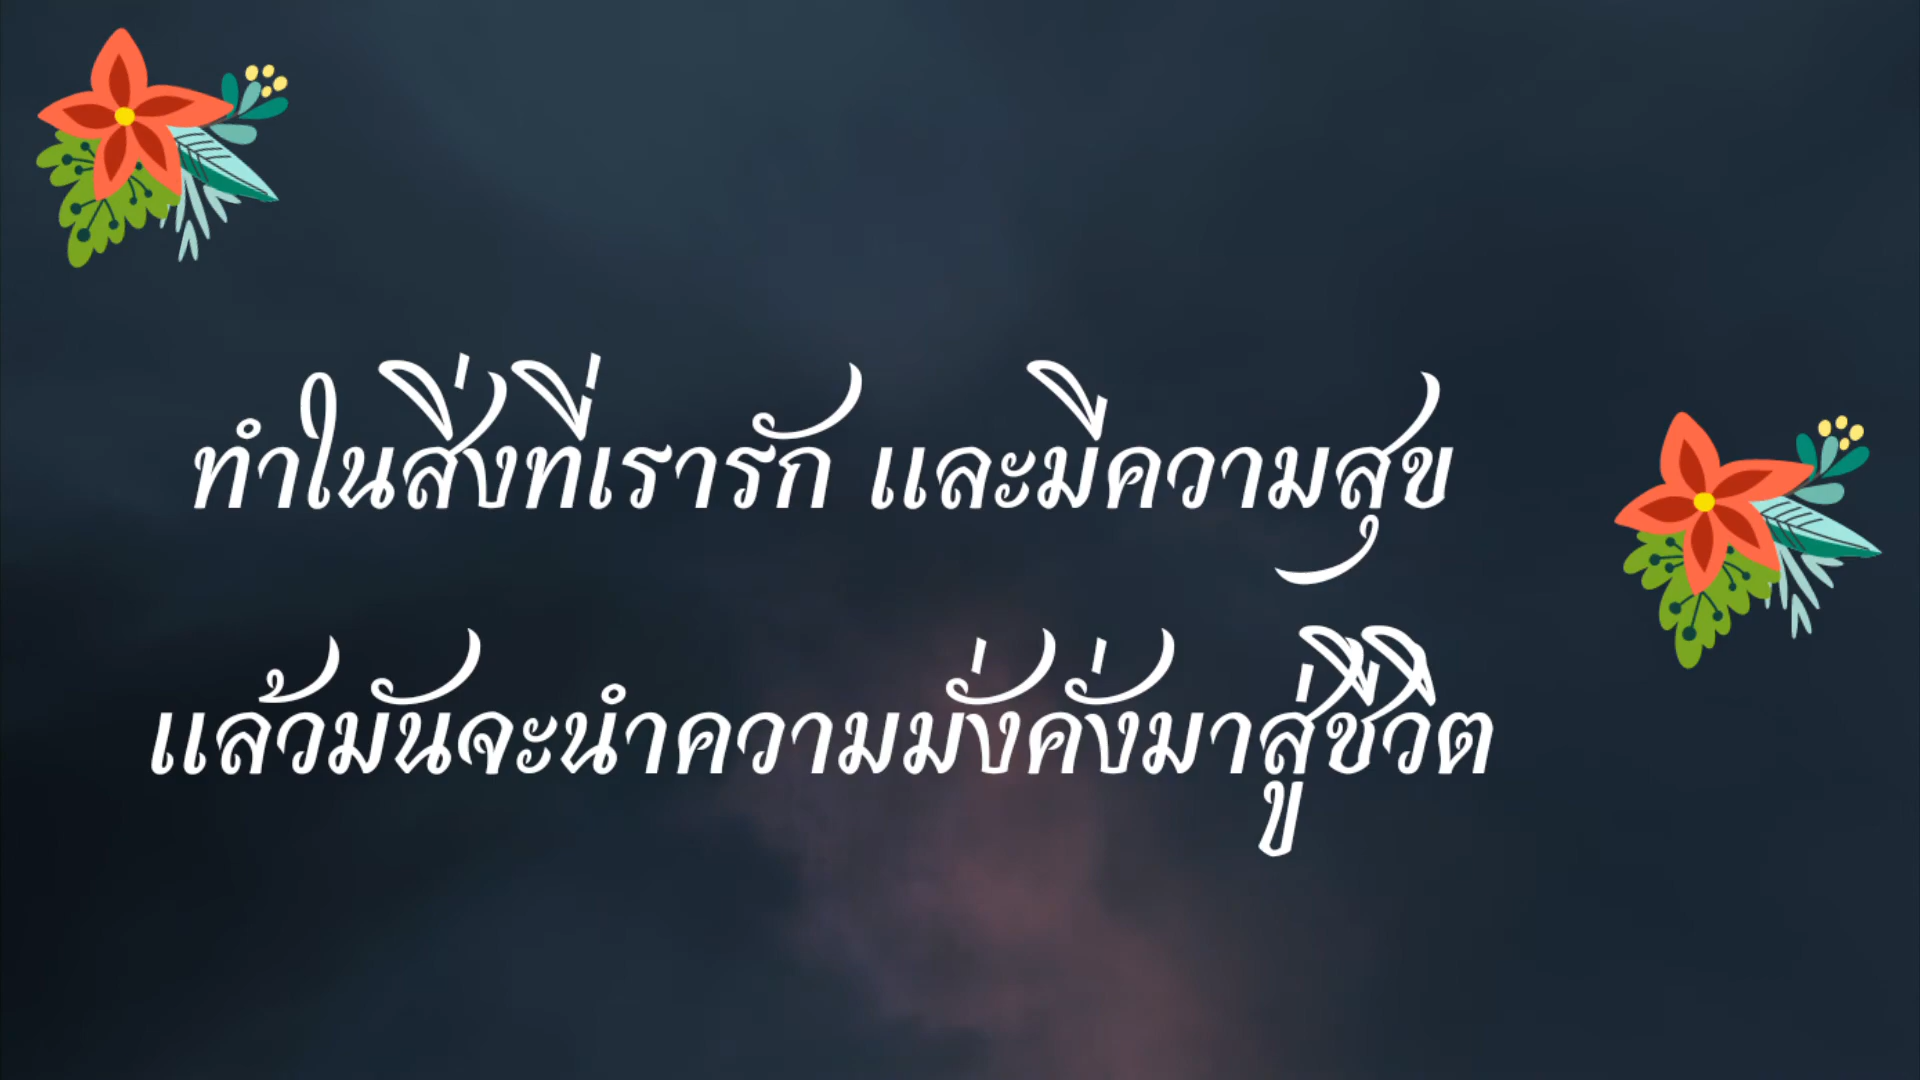 ทำในสิ่งที่เรารัก และมีความสุข
แล้วมันจะนำความมั่งคั่งมาสู่ชีวิต